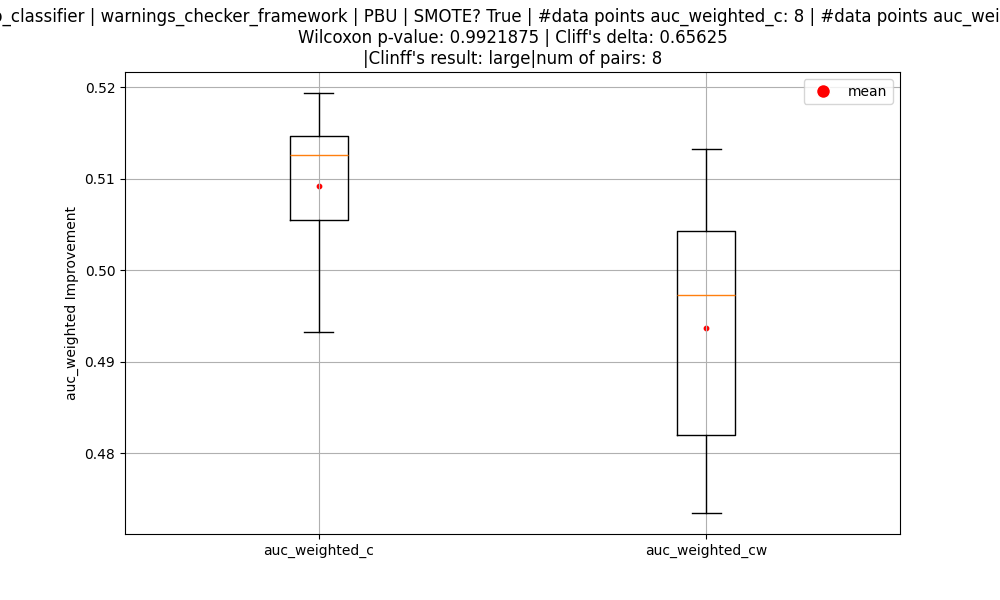 _classifier | warnings_checker_framework | PBU | SMOTE? True | #data points auc_weighted_c: 8 | #data points
Wilcoxon p-value: 0.9921875 | Cliff's delta: 0.65625
|Clinff's result: large|num of pairs: 8
mean
0.52
0.51
0.50
0.49
0.48
auc_weighted Improvement
auc_weighted_c
auc_weighted_cw